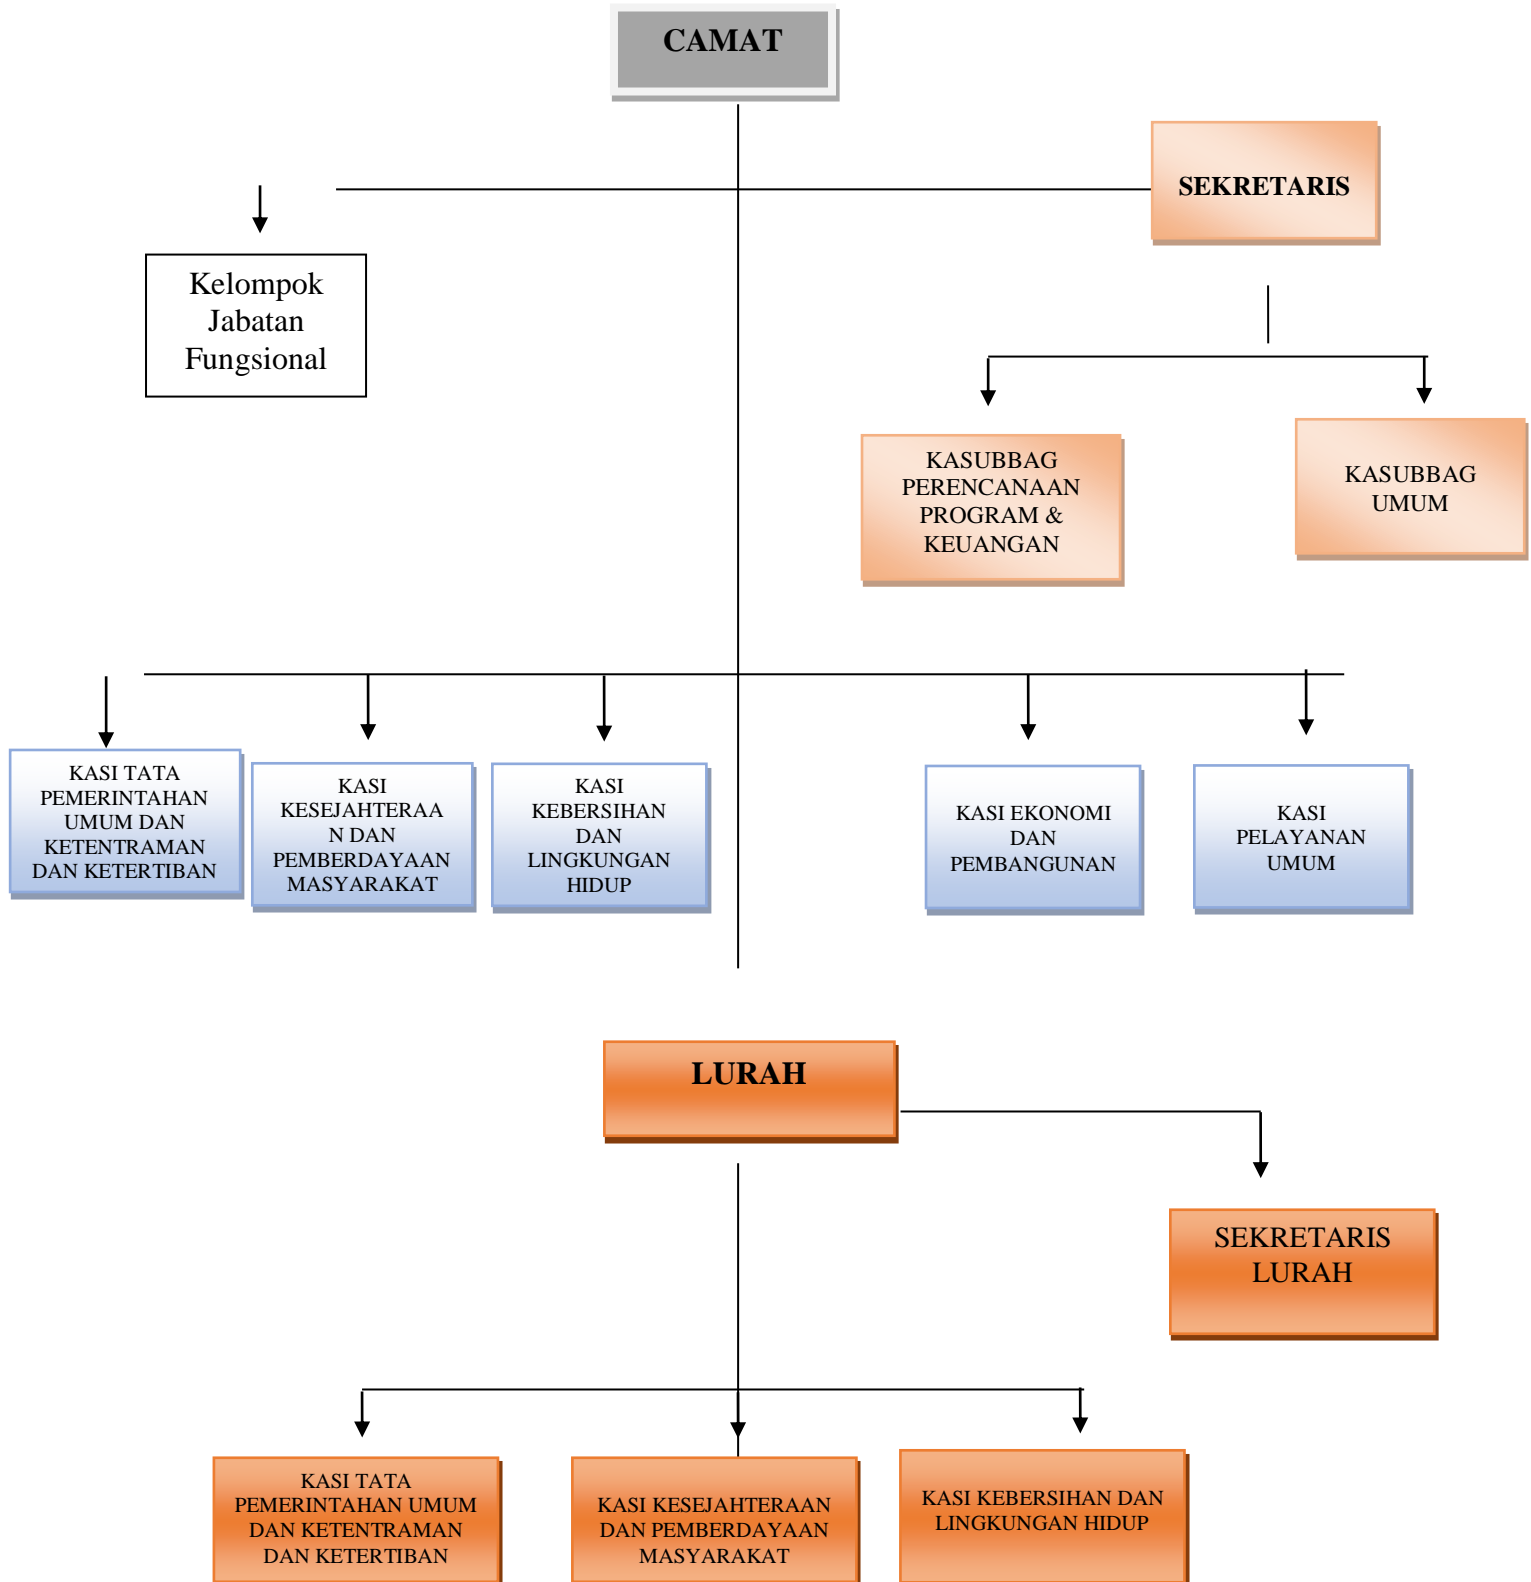 CAMAT
SEKRETARIS
Kelompok
Jabatan
Fungsional
KASUBBAG
PERENCANAAN
PROGRAM &
KEUANGAN
KASUBBAG
UMUM
KASI TATA
PEMERINTAHAN
UMUM DAN
KETENTRAMAN
DAN KETERTIBAN
KASI
KESEJAHTERAA
N DAN
PEMBERDAYAAN
MASYARAKAT
KASI
KEBERSIHAN
DAN
LINGKUNGAN
HIDUP
KASI EKONOMI
DAN
PEMBANGUNAN
KASI
PELAYANAN
UMUM
LURAH
SEKRETARIS
LURAH
KASI TATA
PEMERINTAHAN UMUM
DAN KETENTRAMAN
DAN KETERTIBAN
KASI KESEJAHTERAAN
DAN PEMBERDAYAAN
MASYARAKAT
KASI KEBERSIHAN DAN
LINGKUNGAN HIDUP